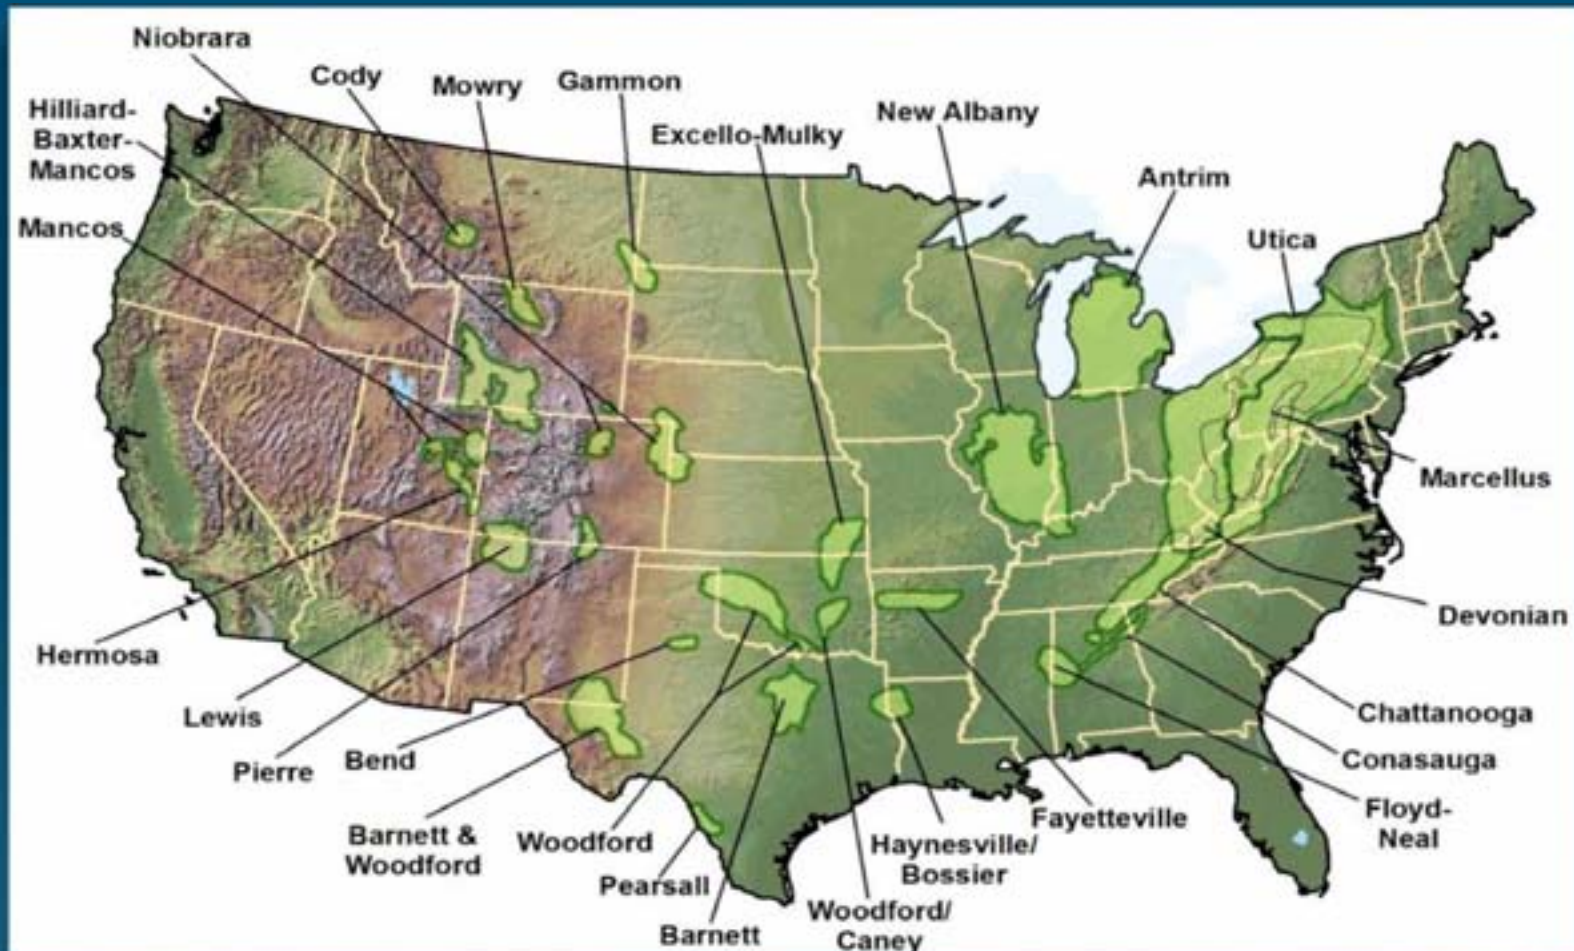 Niobrara
Cody
Mowry
Gammon
Hilliard-
Baxter-
Mancos
Excello-Mulky
New Albany
Antrim
Mancos
Utica
Marcellus
Devonian
Hermosa
Lewis
Chattanooga
Pierre
Bend
Conasauga
Barnett &
Woodford
Woodford
Pearsall
Barnett
Woodford/
Caney
Haynesville/
Bossier
Fayetteville
Floyd-
Neal